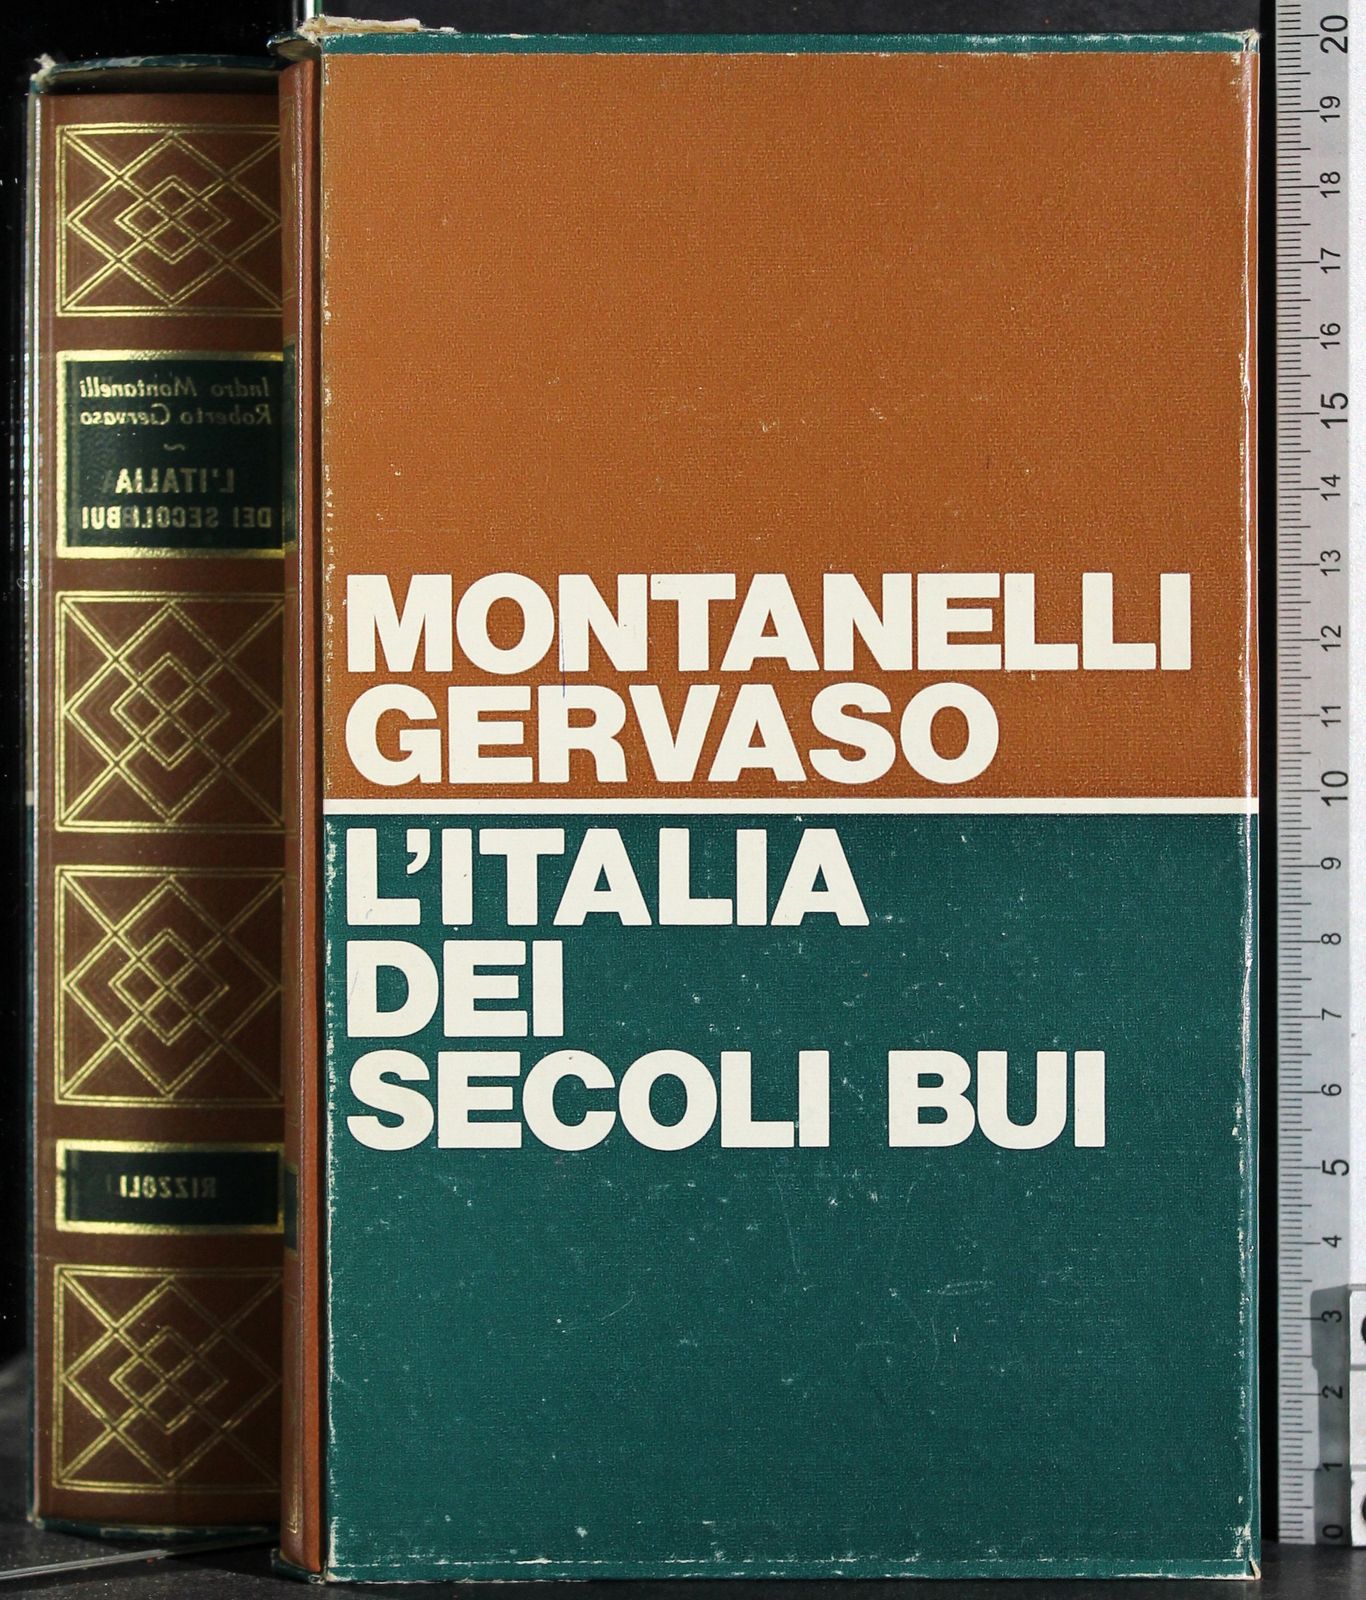 Indro Montanelli
Roberto Gervaso
~
L'ITALIA
DEI SECOLI BUI
RIZZOLI
MONTANELLI
GERVASO
L'ITALIA
DEI
SECOLI BUI
20
19
18
17
16
15
14
13
12
11
10
9
8
7
6
5
4
3
2
1
0